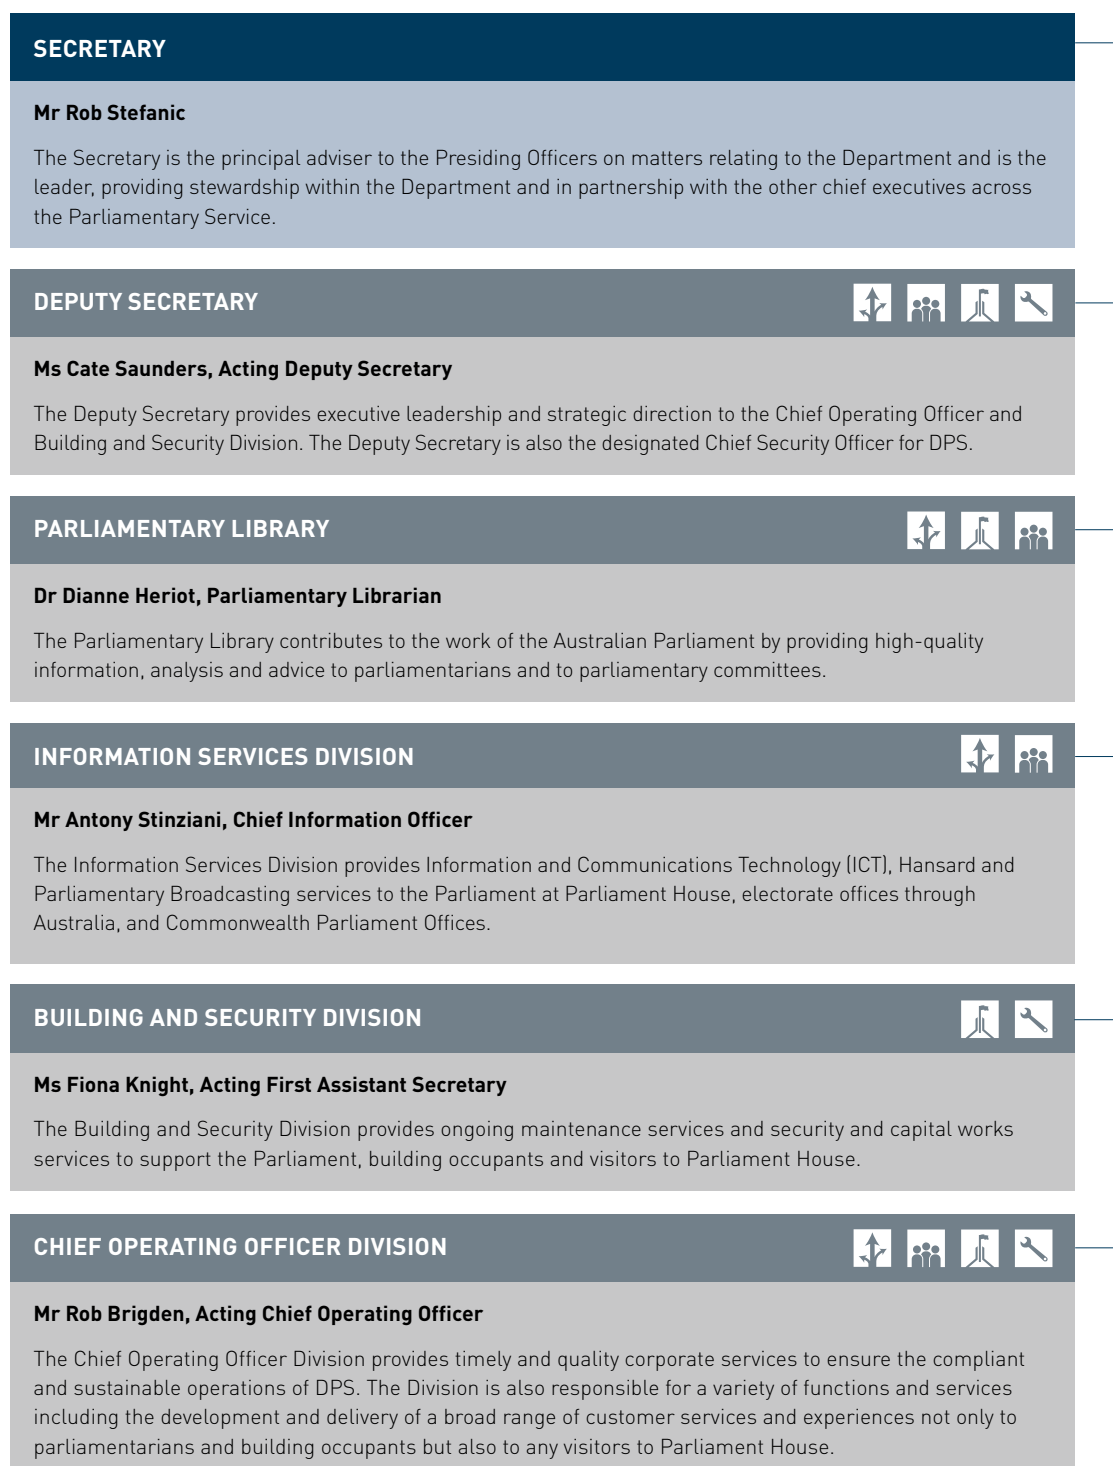 SECRETARY
Mr Rob Stefanic
The Secretary is the principal adviser to the Presiding Officers on matters relating to the Department and is the
leader, providing stewardship within the Department and in partnership with the other chief executives across
the Parliamentary Service.
DEPUTY SECRETARY
Ms Cate Saunders, Acting Deputy Secretary
The Deputy Secretary provides executive leadership and strategic direction to the Chief Operating Officer and
Building and Security Division. The Deputy Secretary is also the designated Chief Security Officer for DPS.
PARLIAMENTARY LIBRARY
Dr Dianne Heriot, Parliamentary Librarian
The Parliamentary Library contributes to the work of the Australian Parliament by providing high-quality
information, analysis and advice to parliamentarians and to parliamentary committees.
INFORMATION SERVICES DIVISION
Mr Antony Stinziani, Chief Information Officer
The Information Services Division provides Information and Communications Technology (ICT), Hansard and
Parliamentary Broadcasting services to the Parliament at Parliament House, electorate offices through
Australia, and Commonwealth Parliament Offices.
BUILDING AND SECURITY DIVISION
Ms Fiona Knight, Acting First Assistant Secretary
The Building and Security Division provides ongoing maintenance services and security and capital works
services to support the Parliament, building occupants and visitors to Parliament House.
CHIEF OPERATING OFFICER DIVISION
Mr Rob Brigden, Acting Chief Operating Officer
The Chief Operating Officer Division provides timely and quality corporate services to ensure the compliant
and sustainable operations of DPS. The Division is also responsible for a variety of functions and services
including the development and delivery of a broad range of customer services and experiences not only to
parliamentarians and building occupants but also to any visitors to Parliament House.